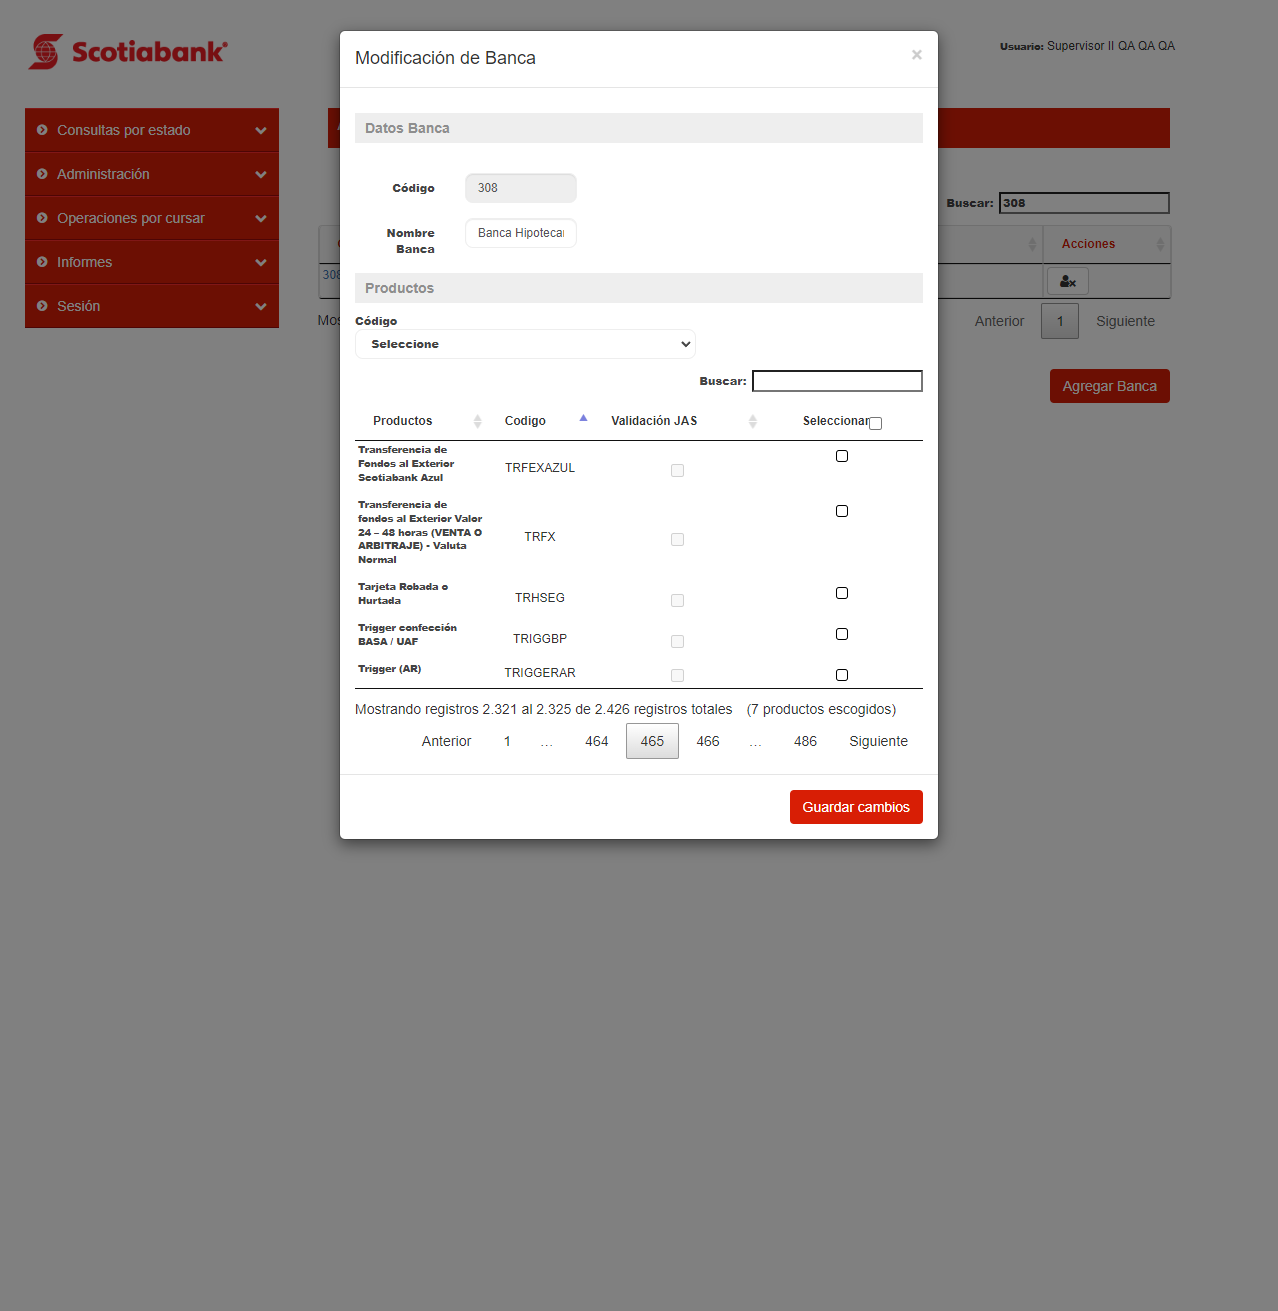 Scotiabank
Modificación de Banca
×
Usuario: Supervisor II QA QA QA
Consultas por estado
Administración
Operaciones por cursar
Informes
Sesión
Datos Banca
Código
308
Nombre
Banca
Banca Hipotecar
Buscar: 308
Acciones
308
Anterior 1 Siguiente
Agregar Banca
Productos
Código
Seleccione
Buscar:
Productos Codigo Validación JAS Seleccionar
Transferencia de
Fondos al Exterior
Scotiabank Azul
TRFEXAZUL
Transferencia de
fondos al Exterior Valor
24 – 48 horas (VENTA O
ARBITRAJE) - Valuta
Normal
TRFX
Tarjeta Robada o
Hurtada
TRHSEG
Trigger confección
BASA / UAF
TRIGGBP
Trigger (AR)
TRIGGERAR
Mostrando registros 2.321 al 2.325 de 2.426 registros totales (7 productos escogidos)
Anterior 1 … 464 465 466 … 486 Siguiente
Guardar cambios